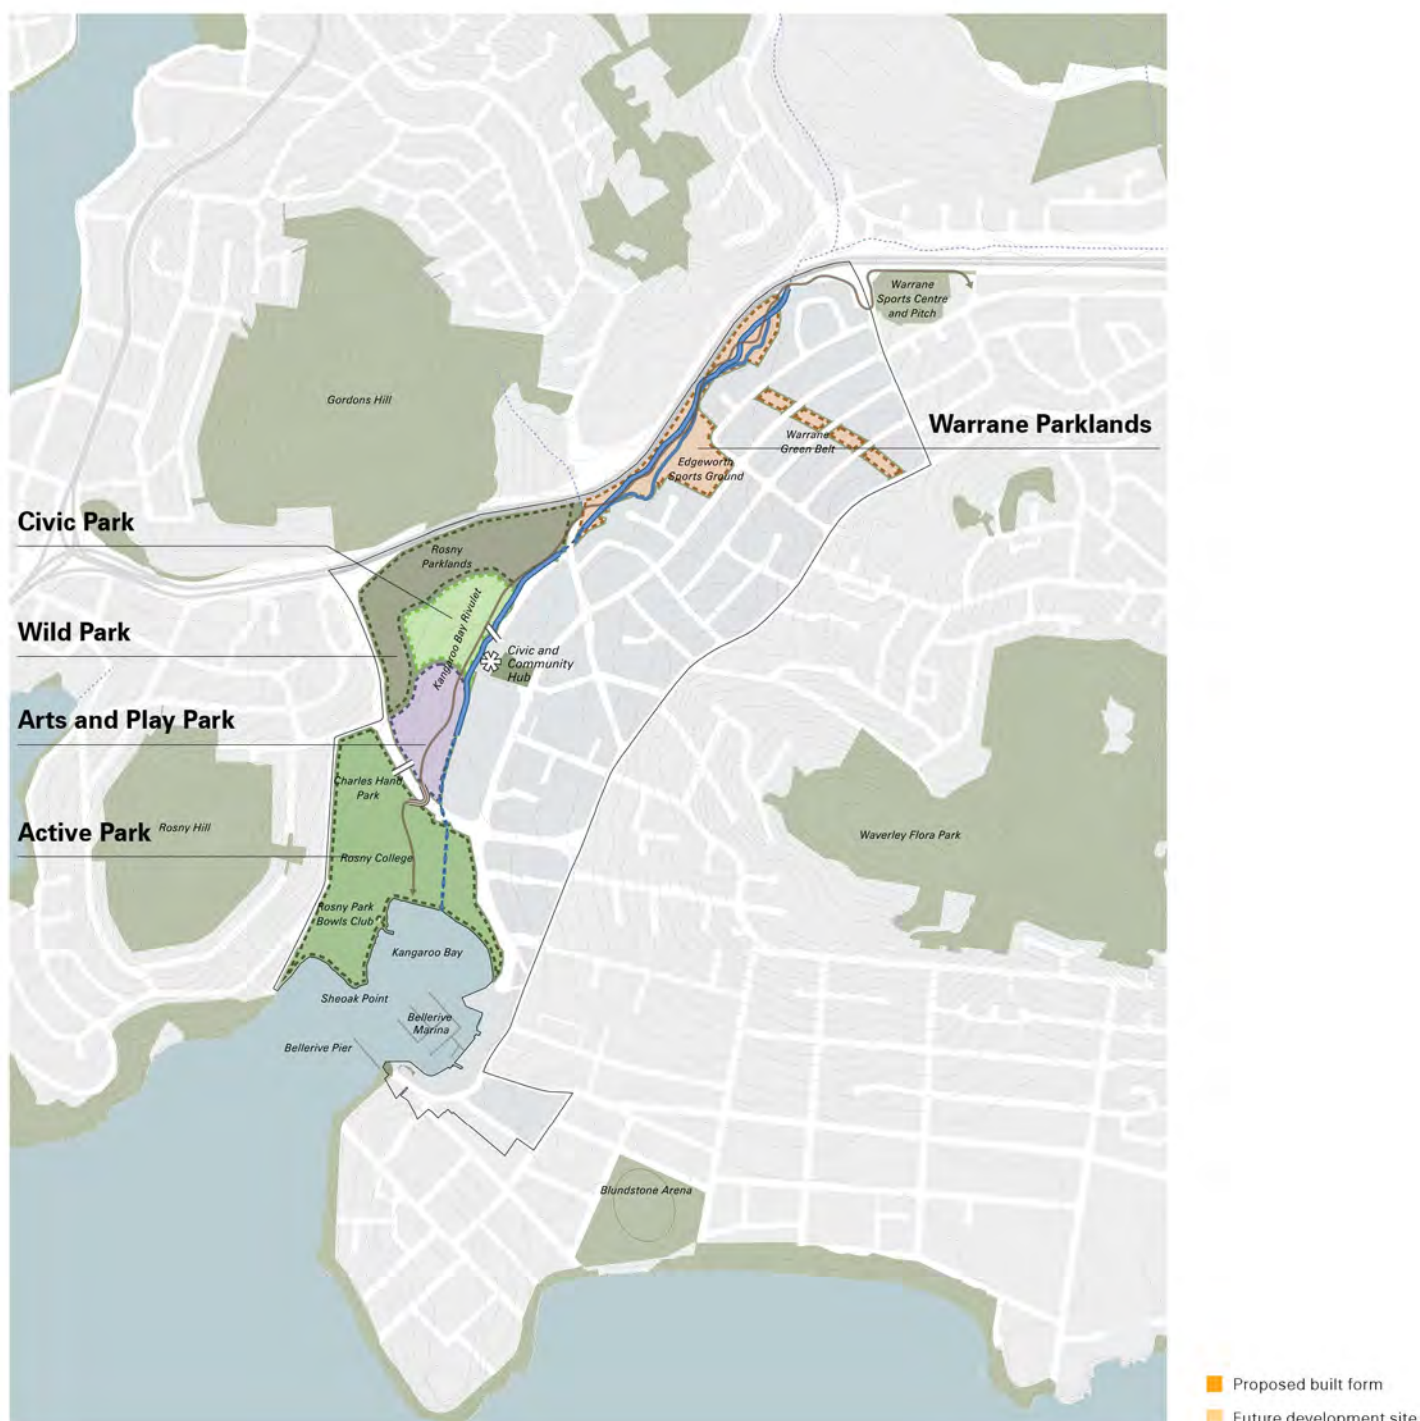 Warrane
Sports Centre
and Pitch
Gordons Hill
Warrane Parklands
Warrane
Green Belt
Edgeworth
Sports Ground
Civic Park
Rosny
Parklands
Kangaroo Bay Rivulet
Wild Park
Civic and
Community
Hub
Arts and Play Park
Charles Hand
Park
Active Park
Rosny Hill
Waverley Flora Park
Rosny College
Rosny Park
Bowls Club
Kangaroo Bay
Sheoak Point
Bellerive
Marina
Bellerive Pier
Blundstone Arena
Proposed built form
Future development site